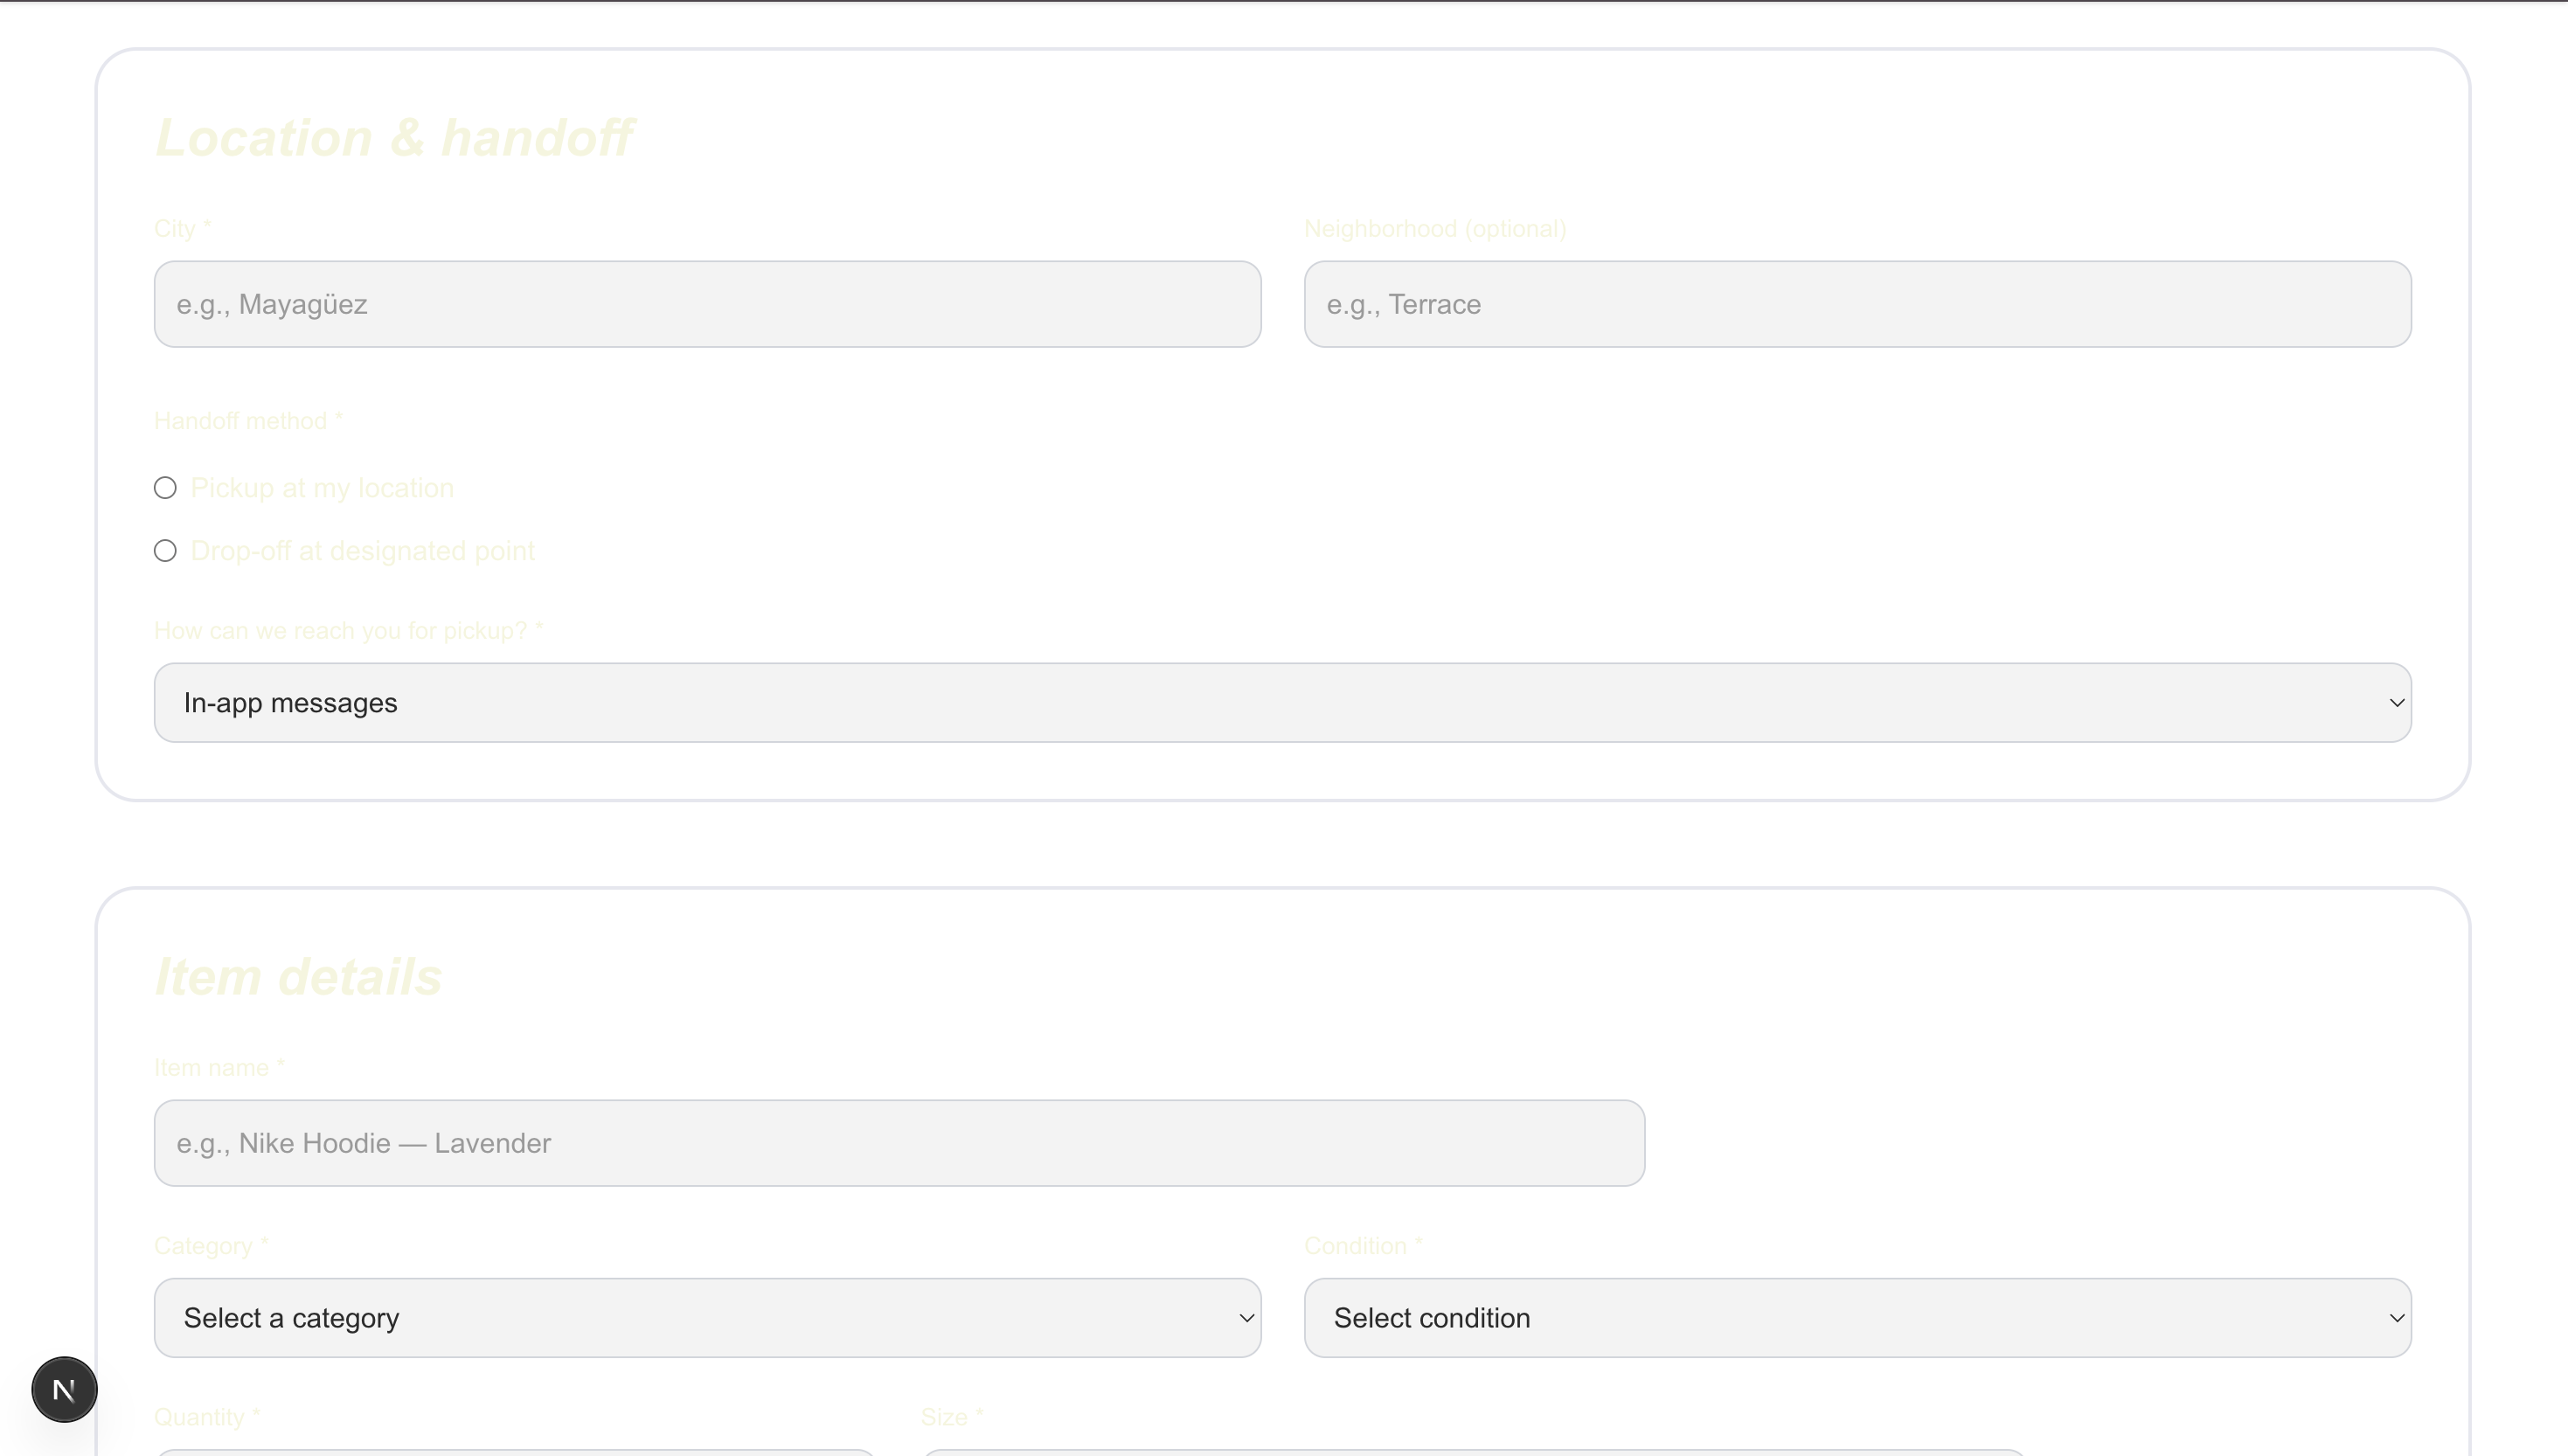 Location & handoff
City *
Neighborhood (optional)
e.g., Mayagüez
e.g., Terrace
Handoff method *
Pickup at my location
Drop-off at designated point
How can we reach you for pickup? *
In-app messages
Item details
Item name *
e.g., Nike Hoodie — Lavender
Category *
Condition *
Select a category
Select condition
N
Quantity *
Size *